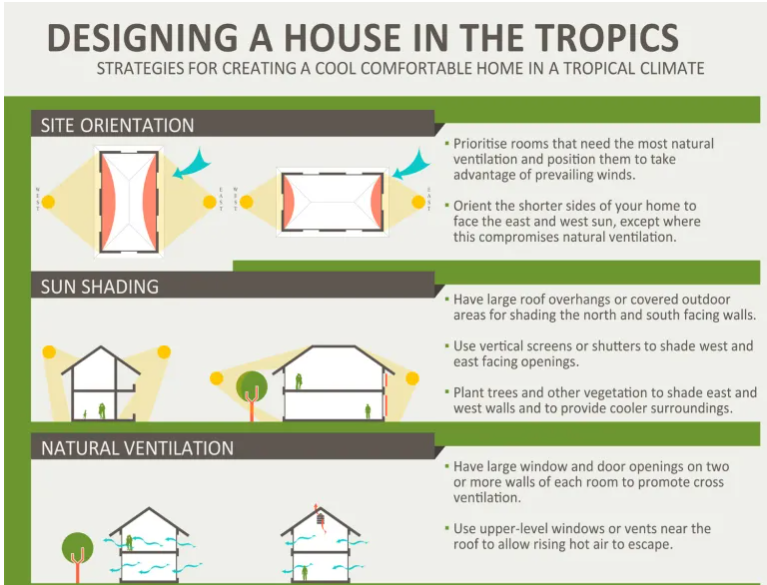 DESIGNING A HOUSE IN THE TROPICS
STRATEGIES FOR CREATING A COOL COMFORTABLE HOME IN A TROPICAL CLIMATE
SITE ORIENTATION
WEST
EAST
WEST
EAST
▪ Prioritise rooms that need the most natural
ventilation and position them to take
advantage of prevailing winds.
▪ Orient the shorter sides of your home to
face the east and west sun, except where
this compromises natural ventilation.
SUN SHADING
▪ Have large roof overhangs or covered outdoor
areas for shading the north and south facing walls.
▪ Use vertical screens or shutters to shade west and
east facing openings.
▪ Plant trees and other vegetation to shade east and
west walls and to provide cooler surroundings.
NATURAL VENTILATION
▪ Have large window and door openings on two
or more walls of each room to promote cross
ventilation.
▪ Use upper-level windows or vents near the
roof to allow rising hot air to escape.